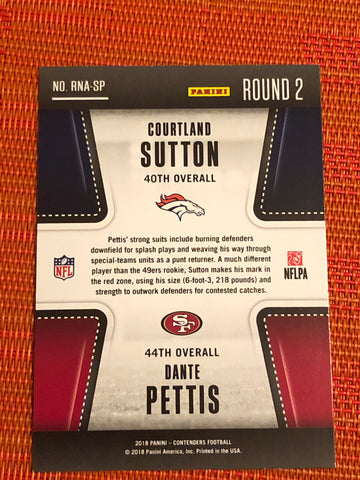 NO. RNA-SP
PANINI
ROUND 2
COURTLAND
SUTTON
40TH OVERALL
Pettis' strong suits include burning defenders
downfield for splash plays and weaving his way through
special-teams units as a punt returner. A much different
player than the 49ers rookie, Sutton makes his mark in
the red zone, using his size (6-foot-3, 218 pounds) and
strength to outwork defenders for contested catches.
NFL
NFLPA
SF
44TH OVERALL
DANTE
PETTIS
2018 PANINI – CONTENDERS FOOTBALL
© 2018 Panini America, Inc. Printed in the USA.